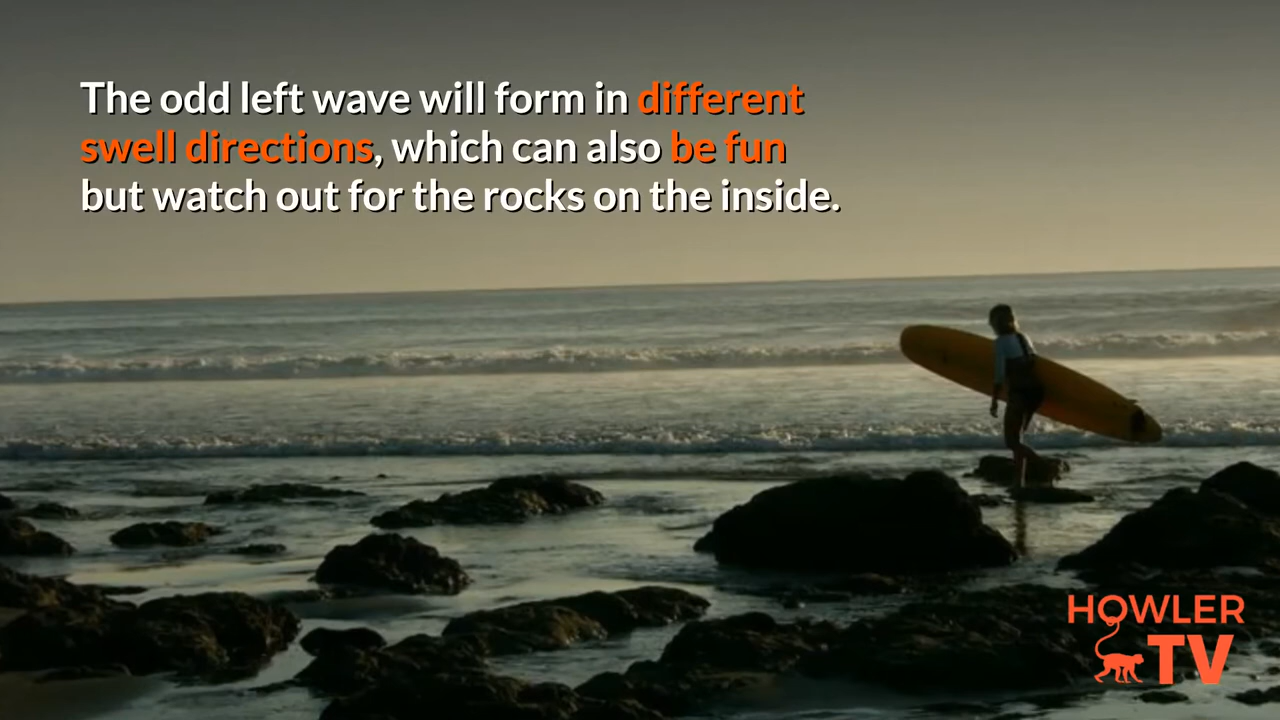 The odd left wave will form in different
swell directions, which can also be fun
but watch out for the rocks on the inside.
HOWLER
TV